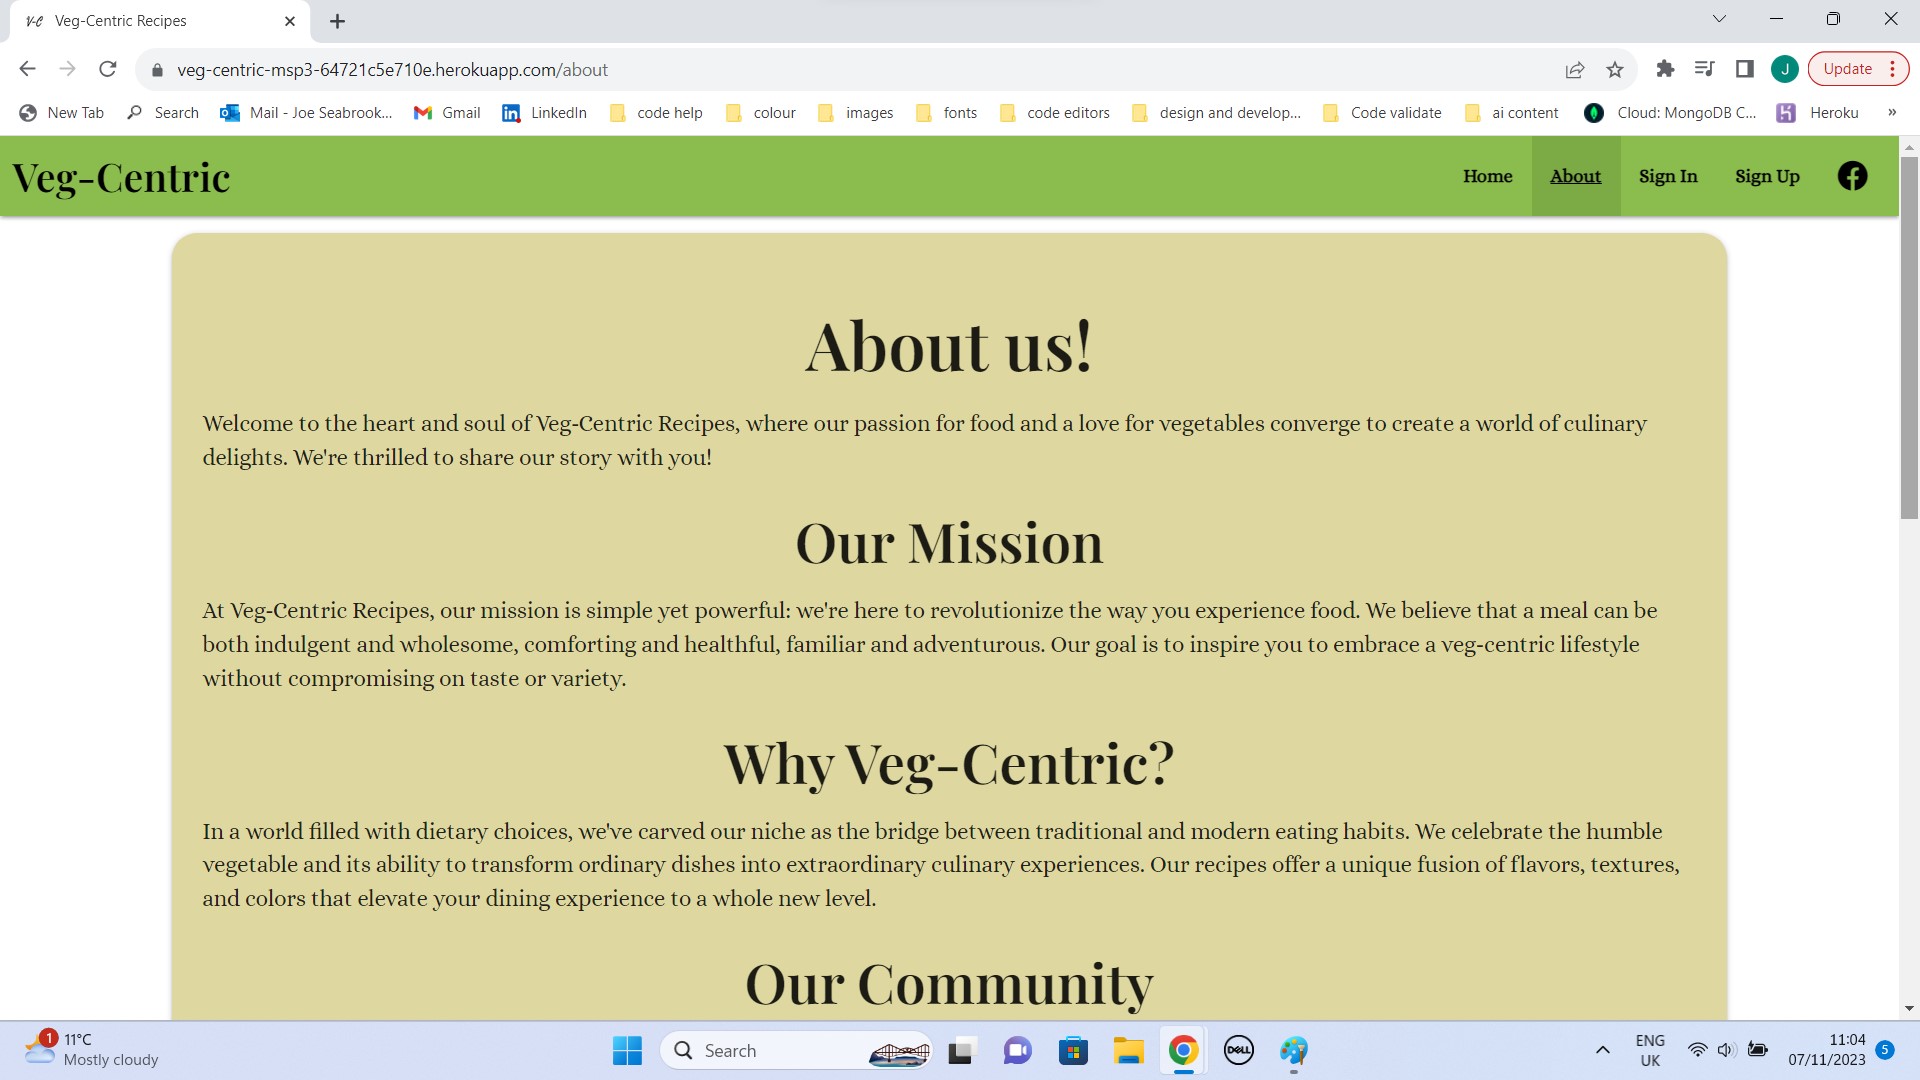 V-C Veg-Centric Recipes
veg-centric-msp3-64721c5e710e.herokuapp.com/about
J
Update
New Tab
Search
Mail - Joe Seabrook...
Gmail
LinkedIn
code help
colour
images
fonts
code editors
design and develop...
Code validate
ai content
Cloud: MongoDB C...
Heroku
»
Veg-Centric
Home
About
Sign In
Sign Up
About us!
Welcome to the heart and soul of Veg-Centric Recipes, where our passion for food and a love for vegetables converge to create a world of culinary
delights. We're thrilled to share our story with you!
Our Mission
At Veg-Centric Recipes, our mission is simple yet powerful: we're here to revolutionize the way you experience food. We believe that a meal can be
both indulgent and wholesome, comforting and healthful, familiar and adventurous. Our goal is to inspire you to embrace a veg-centric lifestyle
without compromising on taste or variety.
Why Veg-Centric?
In a world filled with dietary choices, we've carved our niche as the bridge between traditional and modern eating habits. We celebrate the humble
vegetable and its ability to transform ordinary dishes into extraordinary culinary experiences. Our recipes offer a unique fusion of flavors, textures,
and colors that elevate your dining experience to a whole new level.
Our Community
1
11°C
Mostly cloudy
Search
DELL
ENG
UK
11:04
07/11/2023
5